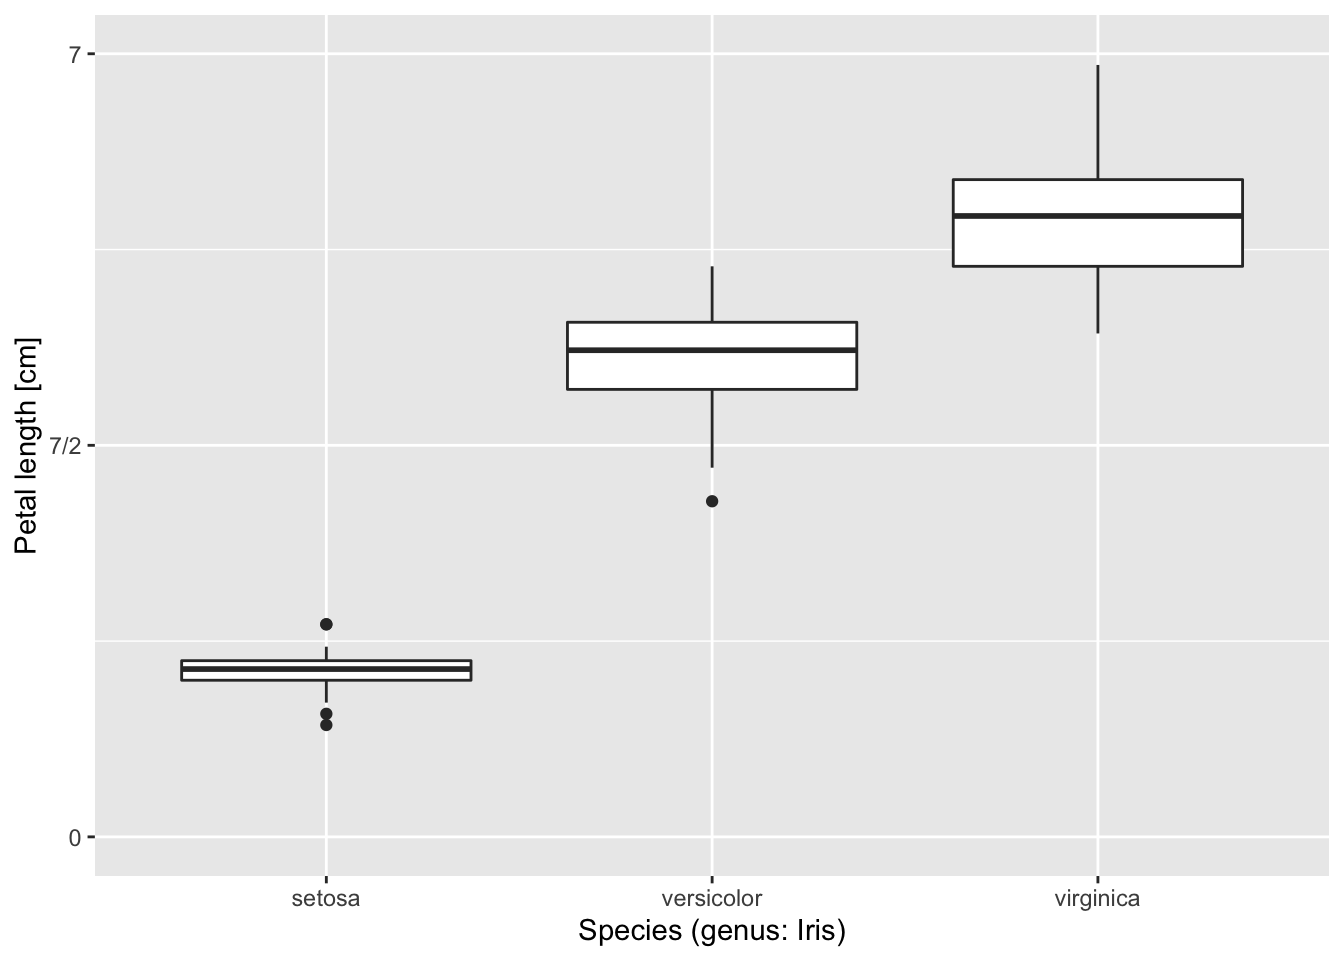 7
7/2
0
Petal length [cm]
setosa
versicolor
virginica
Species (genus: Iris)